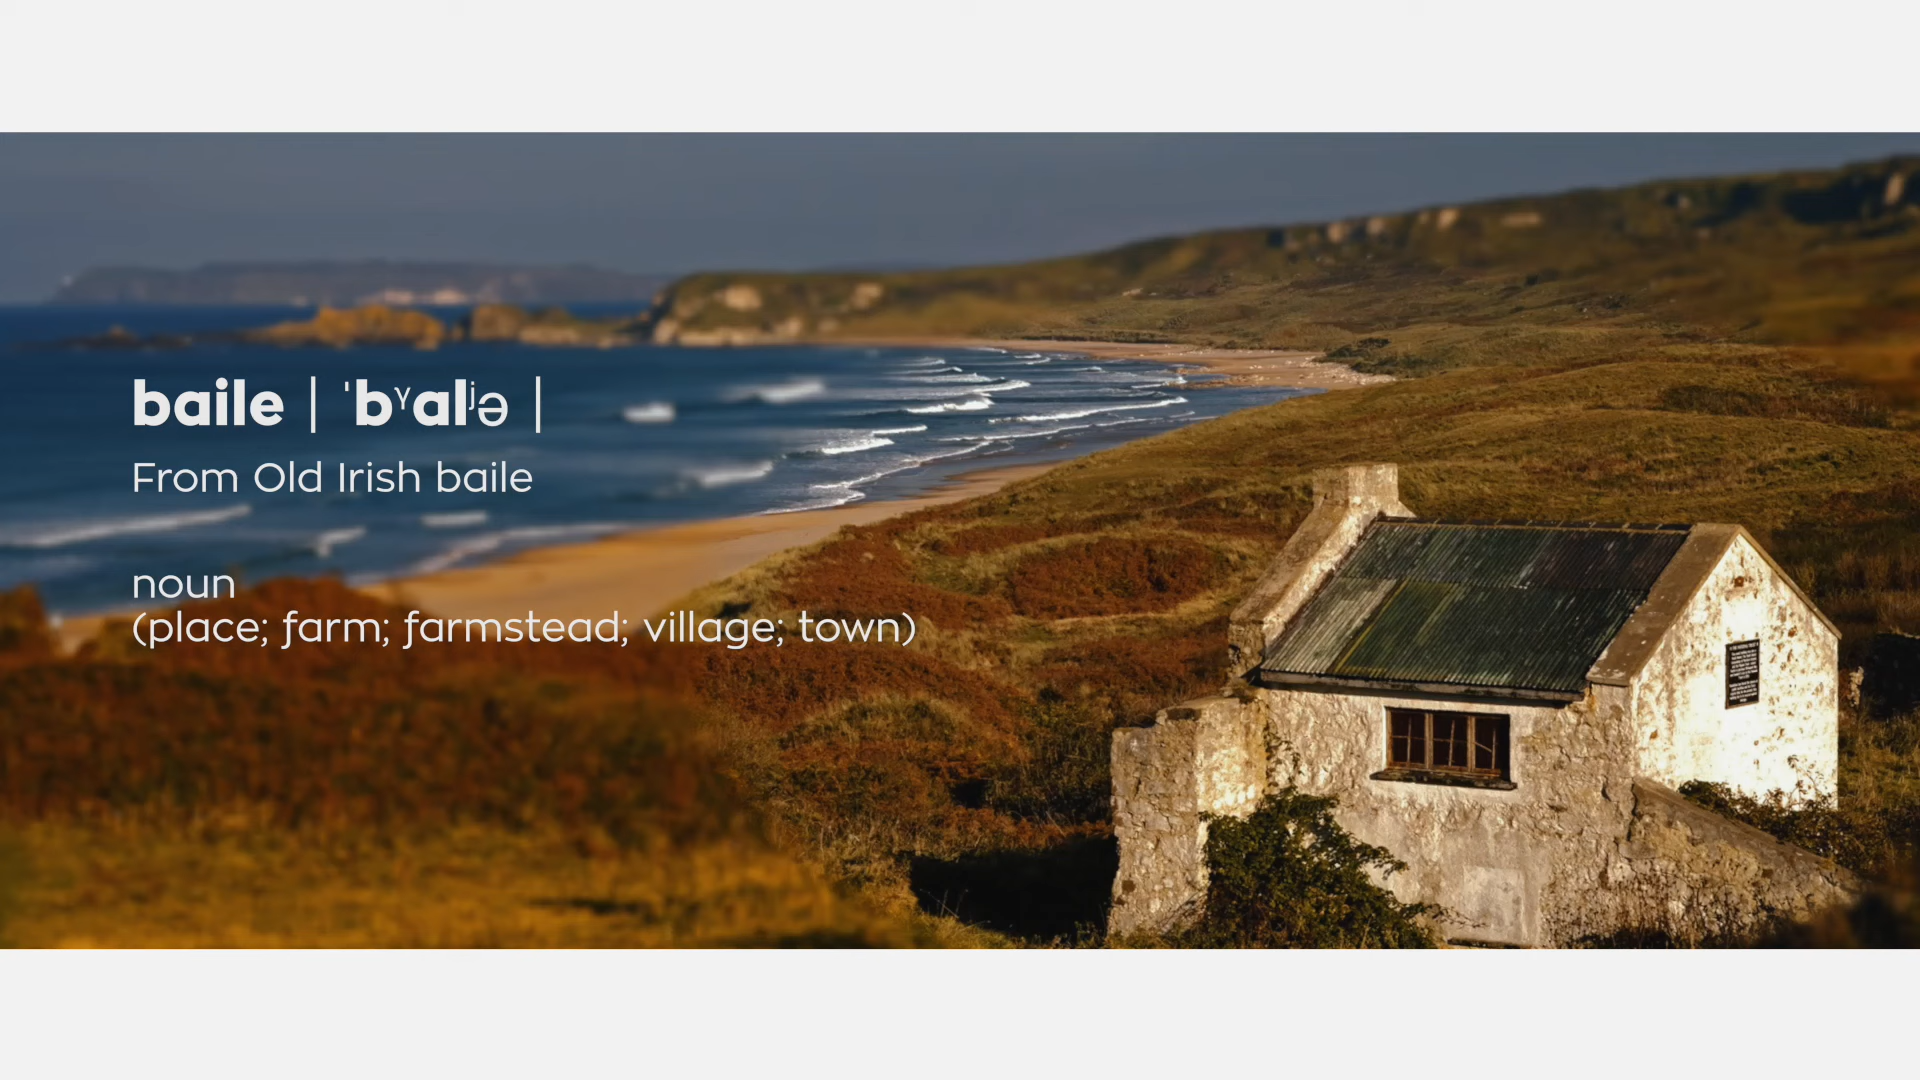 baile | ˈbˠalʲə |
From Old Irish baile
noun
(place; farm; farmstead; village; town)